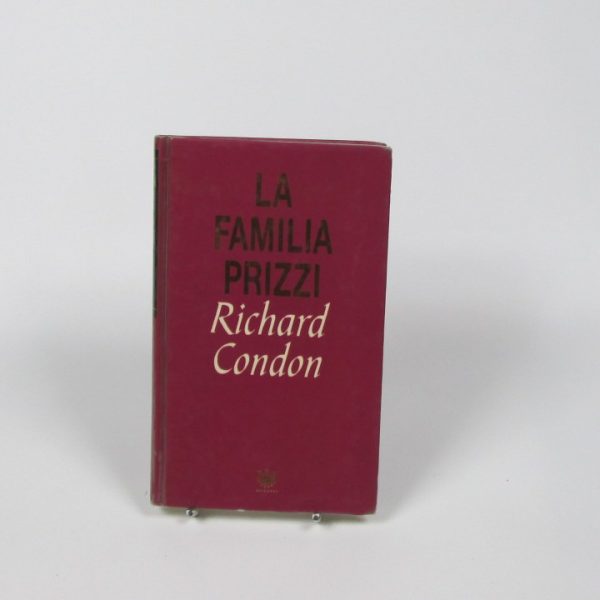 LA
FAMILIA
PRIZZI
Richard
Condon